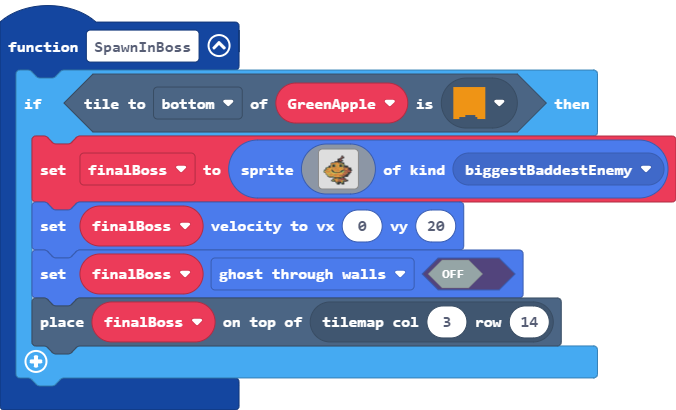 function SpawnInBoss
if tile to bottom of GreenApple is then
set finalBoss to sprite of kind biggestBaddestEnemy
set finalBoss velocity to vx 0 vy 20
set finalBoss ghost through walls OFF
place finalBoss on top of tilemap col 3 row 14